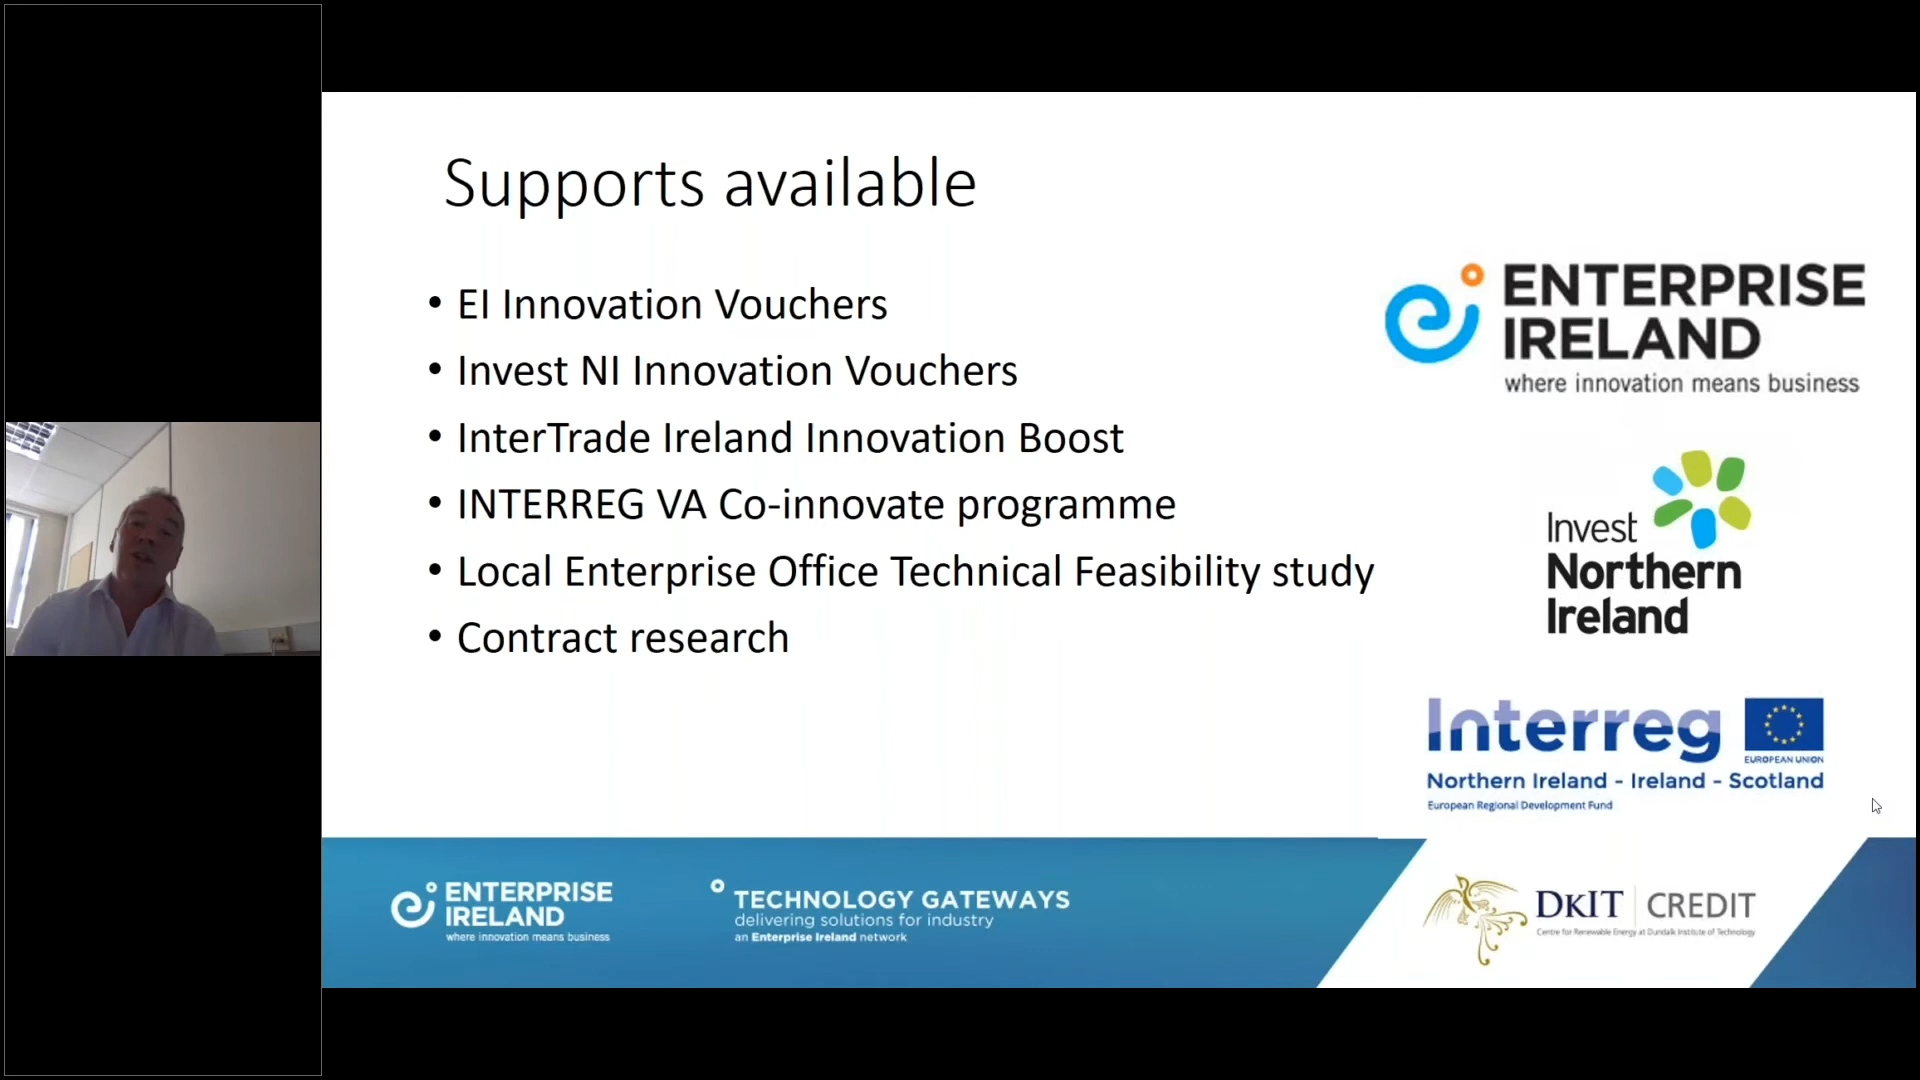 Supports available
• EI Innovation Vouchers
• Invest NI Innovation Vouchers
• InterTrade Ireland Innovation Boost
• INTERREG VA Co-innovate programme
• Local Enterprise Office Technical Feasibility study
• Contract research
ENTERPRISE
IRELAND
where innovation means business
Invest
Northern
Ireland
Interreg
EUROPEAN UNION
Northern Ireland - Ireland - Scotland
European Regional Development Fund
ENTERPRISE
IRELAND
where innovation means business
TECHNOLOGY GATEWAYS
delivering solutions for industry
an Enterprise Ireland network
DKIT CREDIT
Centre for Renewable Energy at Dundalk Institute of Technology